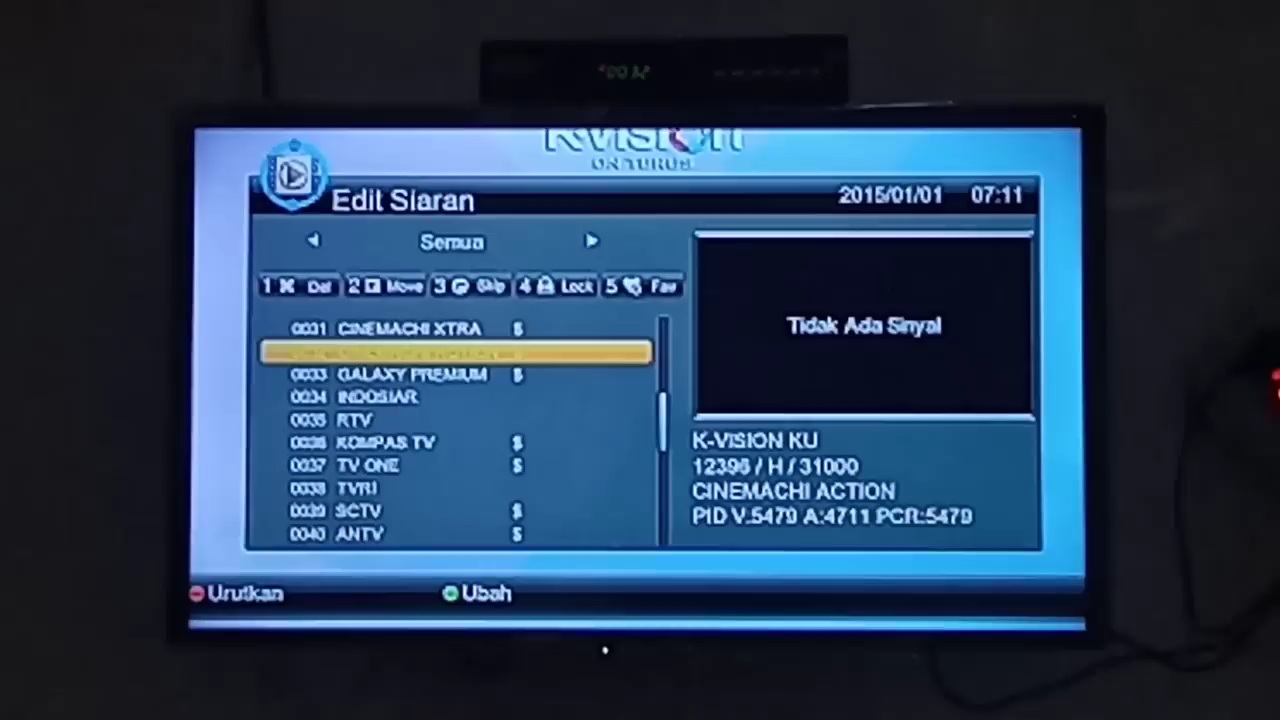 K-VISION
Edit Siaran
2015/01/01 07:11
Semua
1 Del 2 Move 3 Skip 4 Lock 5 Fav
0031 CINEMACHI XTRA $
0033 GALAXY PREMIUM $
0034 INDOSIAR
0035 RTV
0036 KOMPAS TV $
0037 TV ONE $
0038 TVRI
0039 SCTV $
0040 ANTV $
Tidak Ada Sinyal
K-VISION KU
12396 / H / 31000
CINEMACHI ACTION
PID V:5479 A:4711 PCR:5479
Urutkan
Ubah